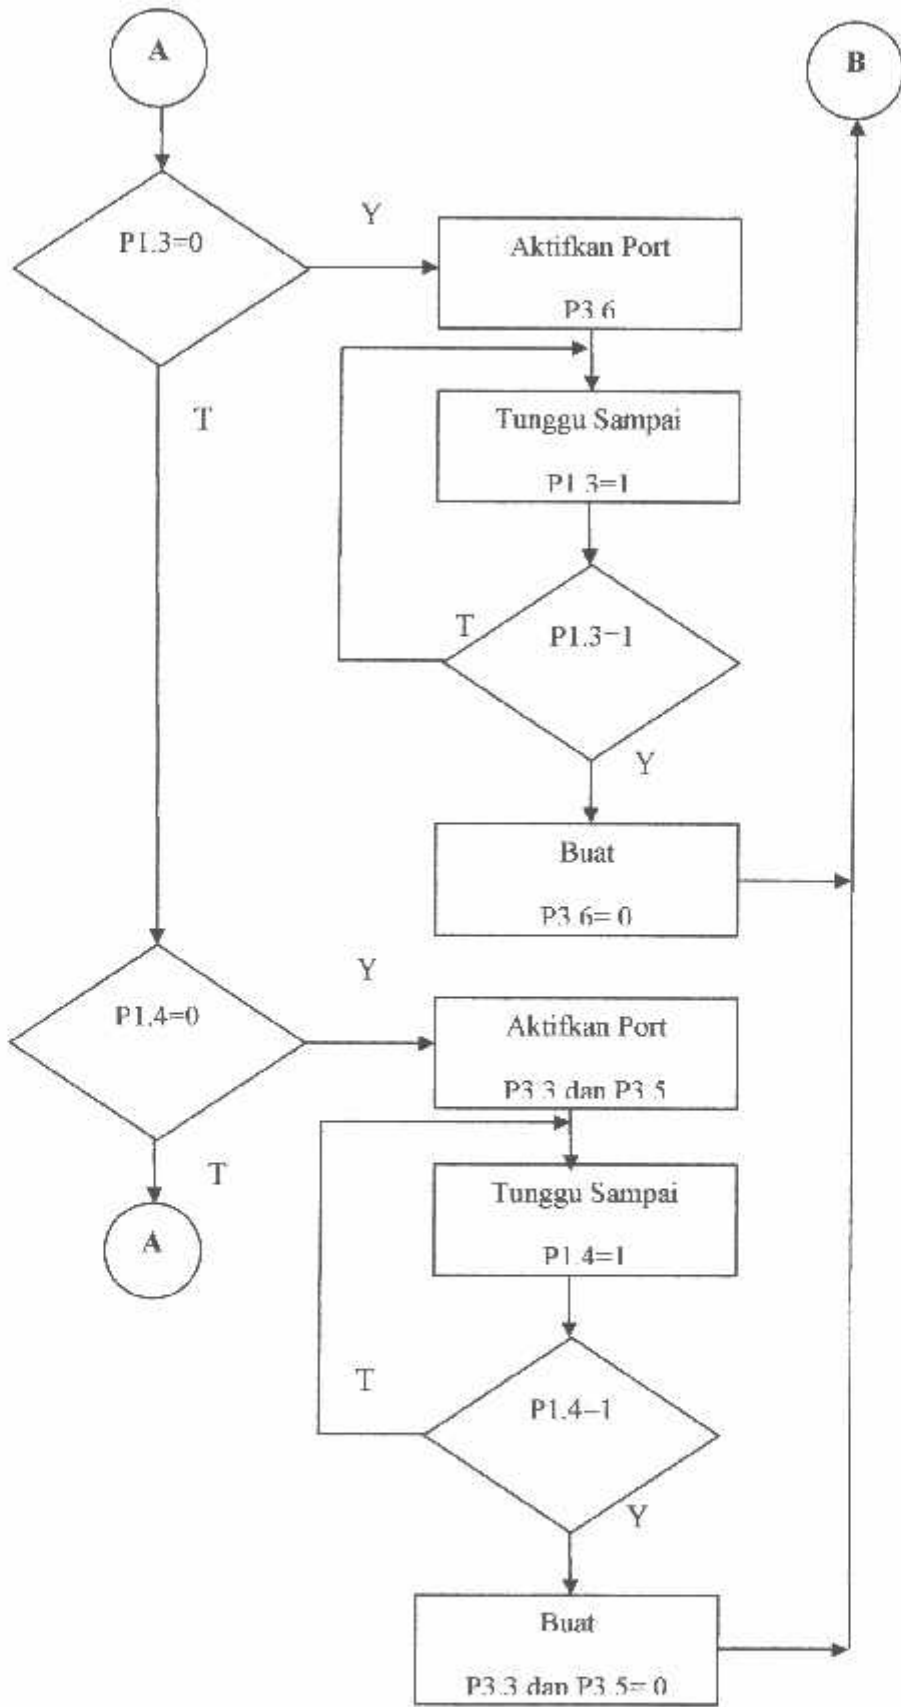 A
B
P1.3=0
Y
Aktifkan Port
P3.6
T
Tunggu Sampai
P1.3=1
T
P1.3=1
Y
Buat
P3.6= 0
P1.4=0
Y
Aktifkan Port
P3.3 dan P3.5
T
A
Tunggu Sampai
P1.4=1
T
P1.4=1
Y
Buat
P3.3 dan P3.5= 0